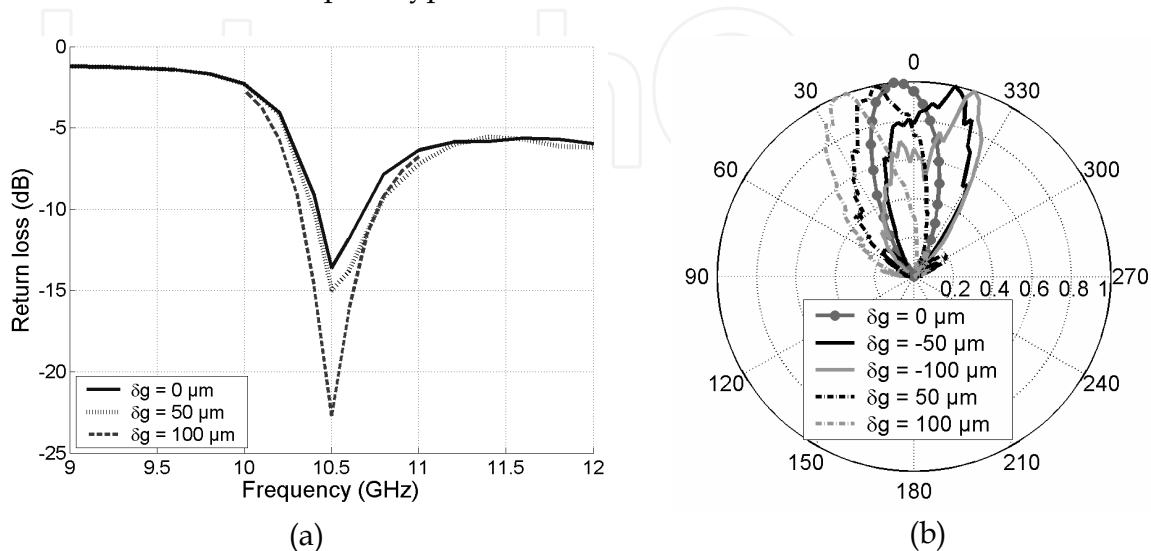 0
-5
-10
-15
-20
-25
Return loss (dB)
δg = 0 µm
δg = 50 µm
δg = 100 µm
9 9.5 10 10.5 11 11.5 12
Frequency (GHz)
(a)
0
30
330
60
300
90
0.2 0.4 0.6 0.8 1
270
δg = 0 µm
δg = -50 µm
δg = -100 µm
δg = 50 µm
δg = 100 µm
120
240
150
210
180
(b)